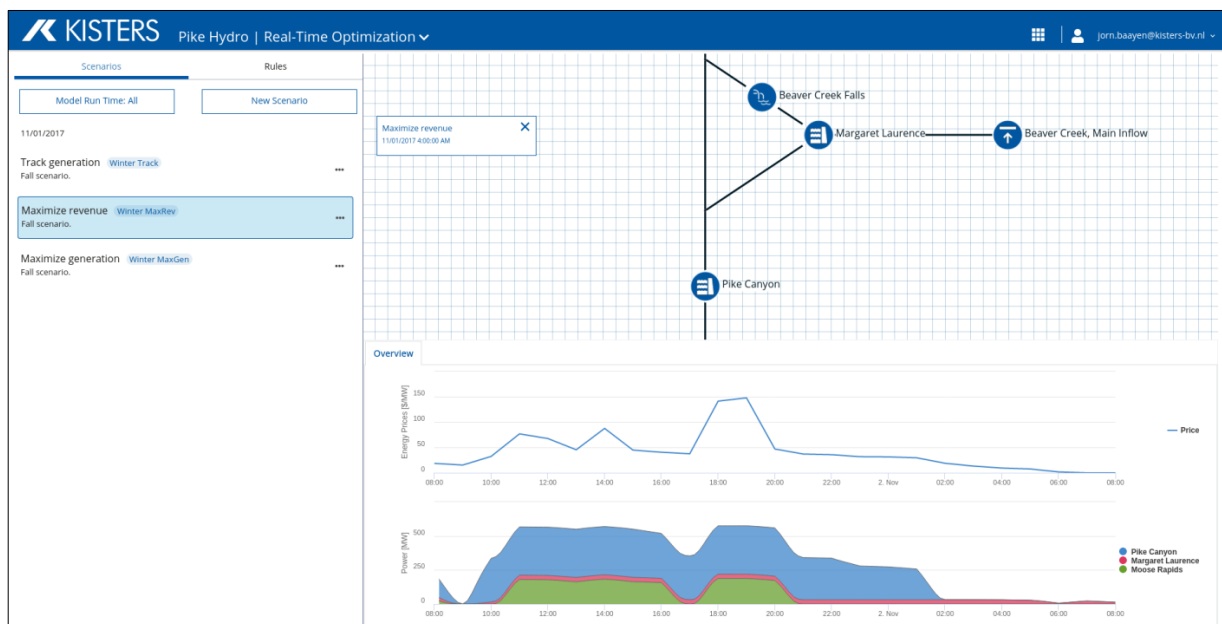 KISTERS
Pike Hydro | Real-Time Optimization
jorn.baayen@kisters-bv.nl
Scenarios
Rules
Model Run Time: All
New Scenario
11/01/2017
Track generation Winter Track
Fall scenario.
Maximize revenue Winter MaxRev
Fall scenario.
Maximize generation Winter MaxGen
Fall scenario.
Maximize revenue
11/01/2017 4:00:00 AM
Beaver Creek Falls
Margaret Laurence
Beaver Creek, Main Inflow
Pike Canyon
Overview
Energy Prices [$/MW]
150
100
50
0
08:00 10:00 12:00 14:00 16:00 18:00 20:00 22:00 2. Nov 02:00 04:00 06:00 08:00
Price
Power [MW]
500
250
0
08:00 10:00 12:00 14:00 16:00 18:00 20:00 22:00 2. Nov 02:00 04:00 06:00 08:00
Pike Canyon
Margaret Laurence
Moose Rapids